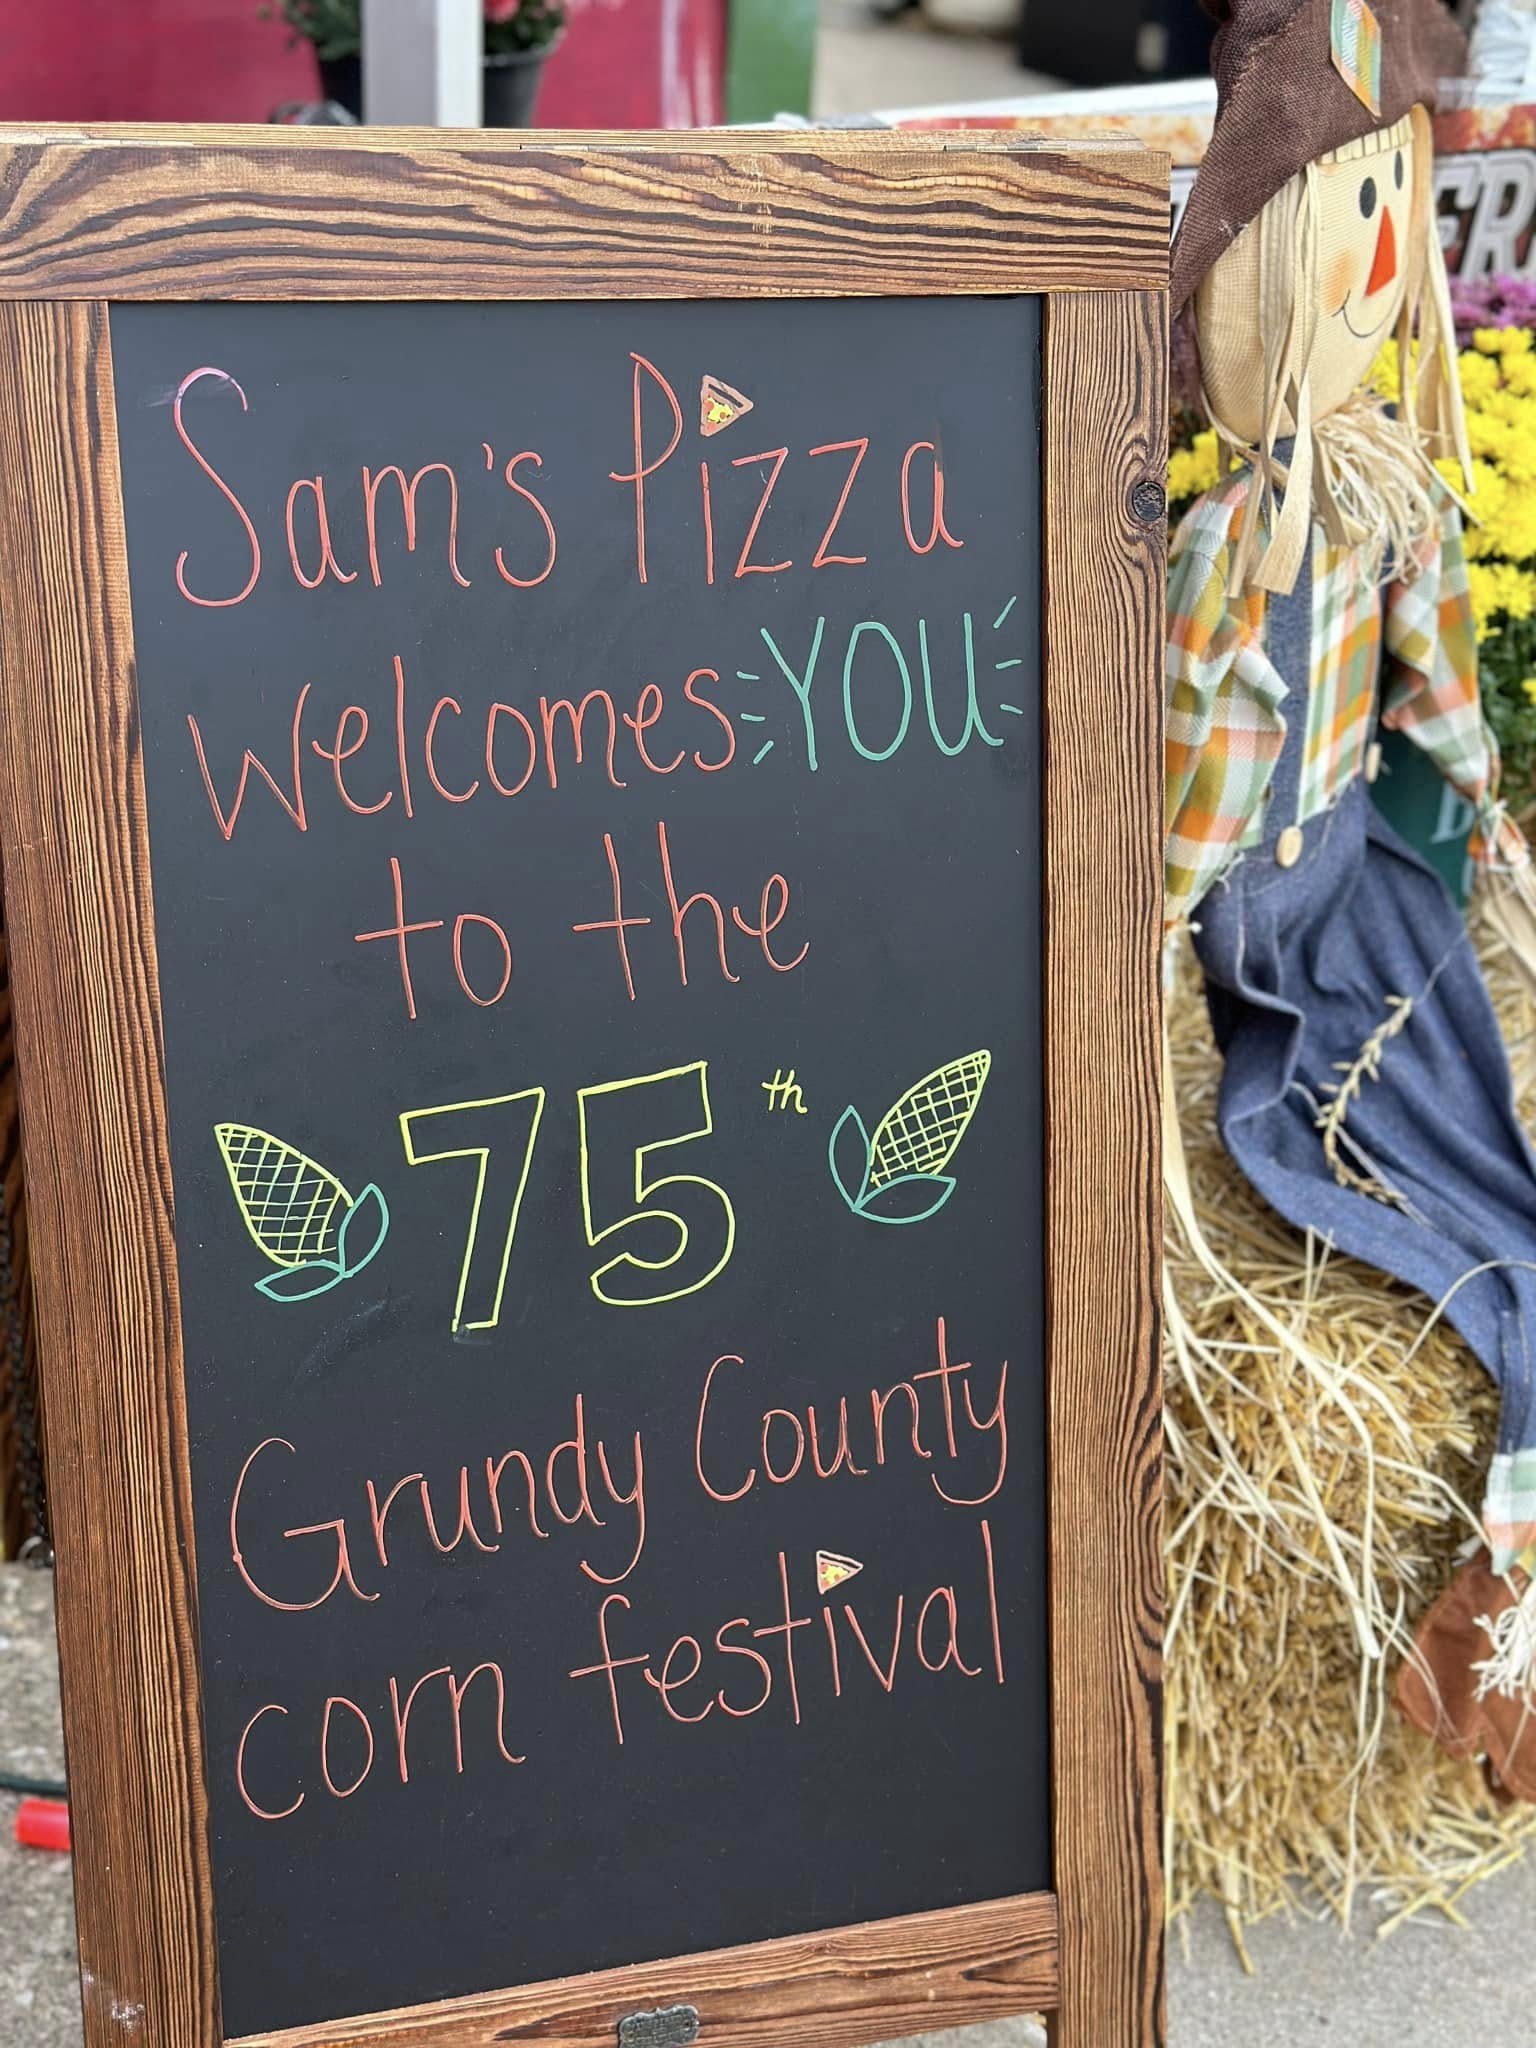 Sam's Pizza
welcomes YOU
to the
75th
Grundy County
corn festival